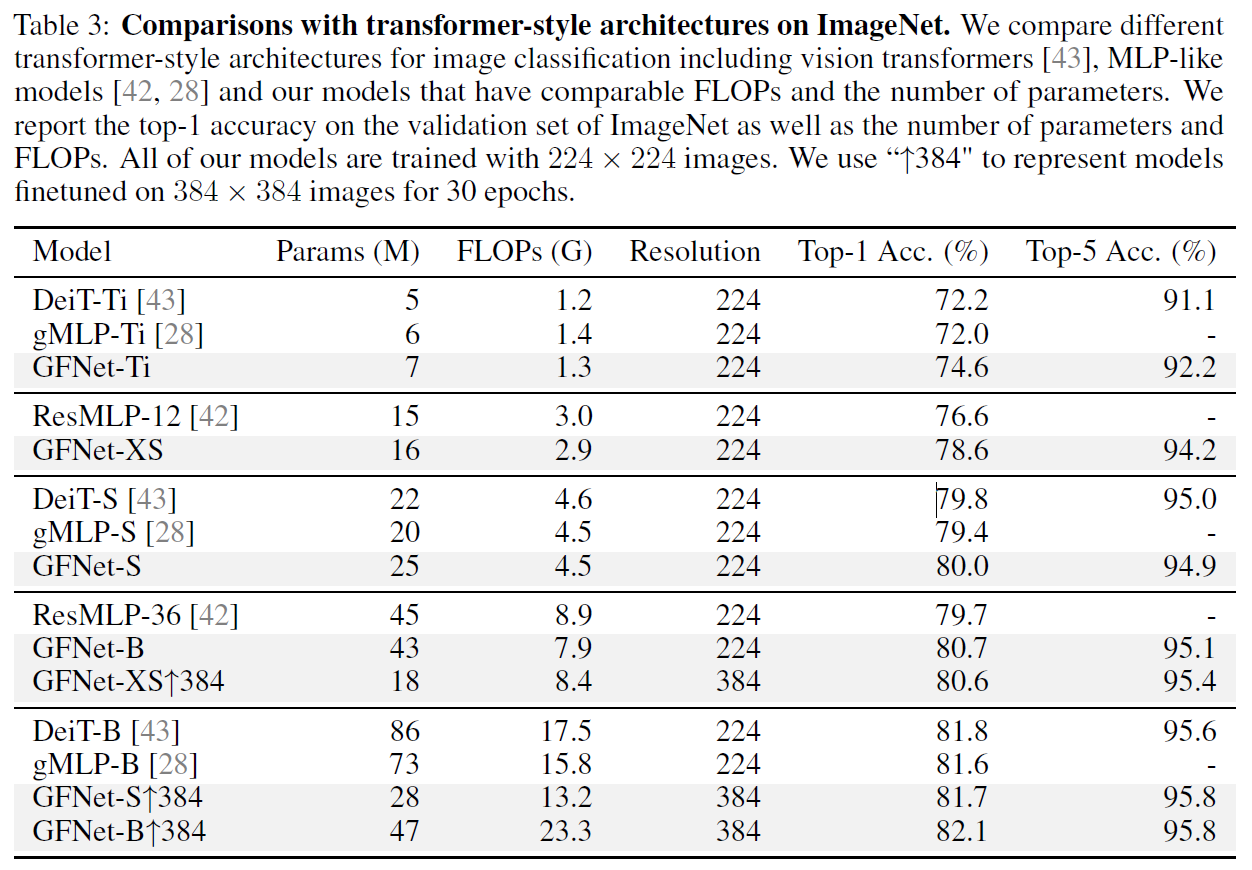 Table 3: Comparisons with transformer-style architectures on ImageNet. We compare different
transformer-style architectures for image classification including vision transformers [43], MLP-like
models [42, 28] and our models that have comparable FLOPs and the number of parameters. We
report the top-1 accuracy on the validation set of ImageNet as well as the number of parameters and
FLOPs. All of our models are trained with 224 × 224 images. We use “↑384" to represent models
finetuned on 384 × 384 images for 30 epochs.
Model Params (M) FLOPs (G) Resolution Top-1 Acc. (%) Top-5 Acc. (%)
DeiT-Ti [43] 5 1.2 224 72.2 91.1
gMLP-Ti [28] 6 1.4 224 72.0 -
GFNet-Ti 7 1.3 224 74.6 92.2
ResMLP-12 [42] 15 3.0 224 76.6 -
GFNet-XS 16 2.9 224 78.6 94.2
DeiT-S [43] 22 4.6 224 79.8 95.0
gMLP-S [28] 20 4.5 224 79.4 -
GFNet-S 25 4.5 224 80.0 94.9
ResMLP-36 [42] 45 8.9 224 79.7 -
GFNet-B 43 7.9 224 80.7 95.1
GFNet-XS↑384 18 8.4 384 80.6 95.4
DeiT-B [43] 86 17.5 224 81.8 95.6
gMLP-B [28] 73 15.8 224 81.6 -
GFNet-S↑384 28 13.2 384 81.7 95.8
GFNet-B↑384 47 23.3 384 82.1 95.8